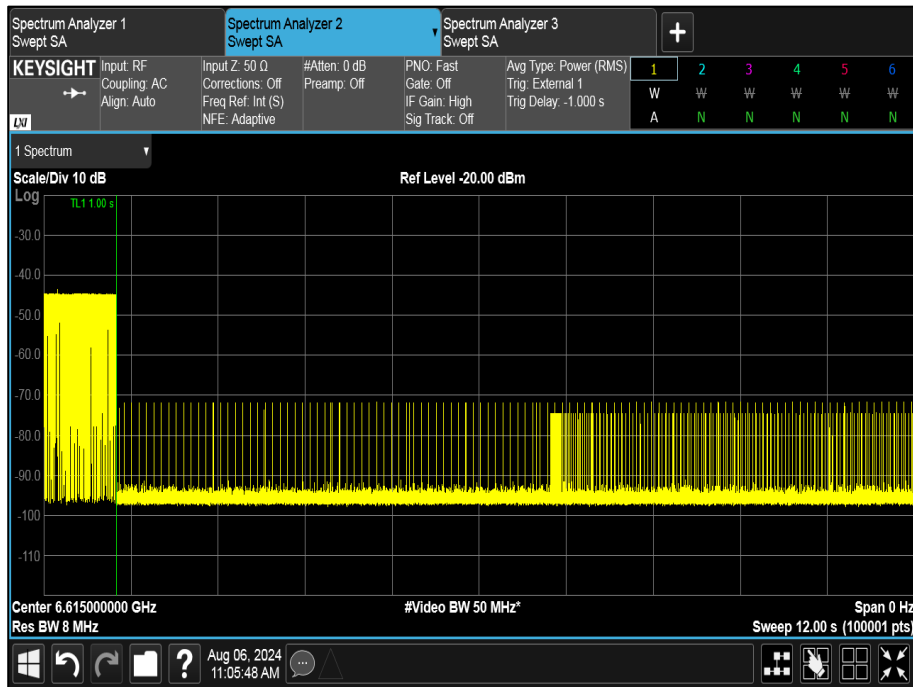 Spectrum Analyzer 1
Swept SA
Spectrum Analyzer 2
Swept SA
Spectrum Analyzer 3
Swept SA
+
KEYSIGHT
LXI
Input: RF
Coupling: AC
Align: Auto
Input Z: 50 Ω
Corrections: Off
Freq Ref: Int (S)
NFE: Adaptive
#Atten: 0 dB
Preamp: Off
PNO: Fast
Gate: Off
IF Gain: High
Sig Track: Off
Avg Type: Power (RMS)
Trig: External 1
Trig Delay: -1.000 s
1 2 3 4 5 6
W W W W W W
A N N N N N
1 Spectrum
Scale/Div 10 dB
Ref Level -20.00 dBm
Log
TL1 1.00 s
-30.0
-40.0
-50.0
-60.0
-70.0
-80.0
-90.0
-100
-110
Center 6.615000000 GHz
#Video BW 50 MHz*
Span 0 Hz
Res BW 8 MHz
Sweep 12.00 s (100001 pts)
?
Aug 06, 2024
11:05:48 AM